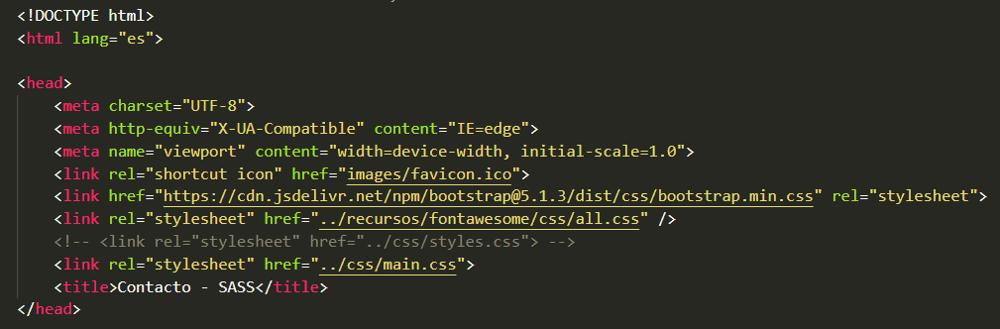 <!DOCTYPE html>
<html lang="es">
<head>
<meta charset="UTF-8">
<meta http-equiv="X-UA-Compatible" content="IE=edge">
<meta name="viewport" content="width=device-width, initial-scale=1.0">
<link rel="shortcut icon" href="images/favicon.ico">
<link href="https://cdn.jsdelivr.net/npm/bootstrap@5.1.3/dist/css/bootstrap.min.css" rel="stylesheet">
<link rel="stylesheet" href="../recursos/fontawesome/css/all.css" />
<!-- <link rel="stylesheet" href="../css/styles.css"> -->
<link rel="stylesheet" href="../css/main.css">
<title>Contacto - SASS</title>
</head>